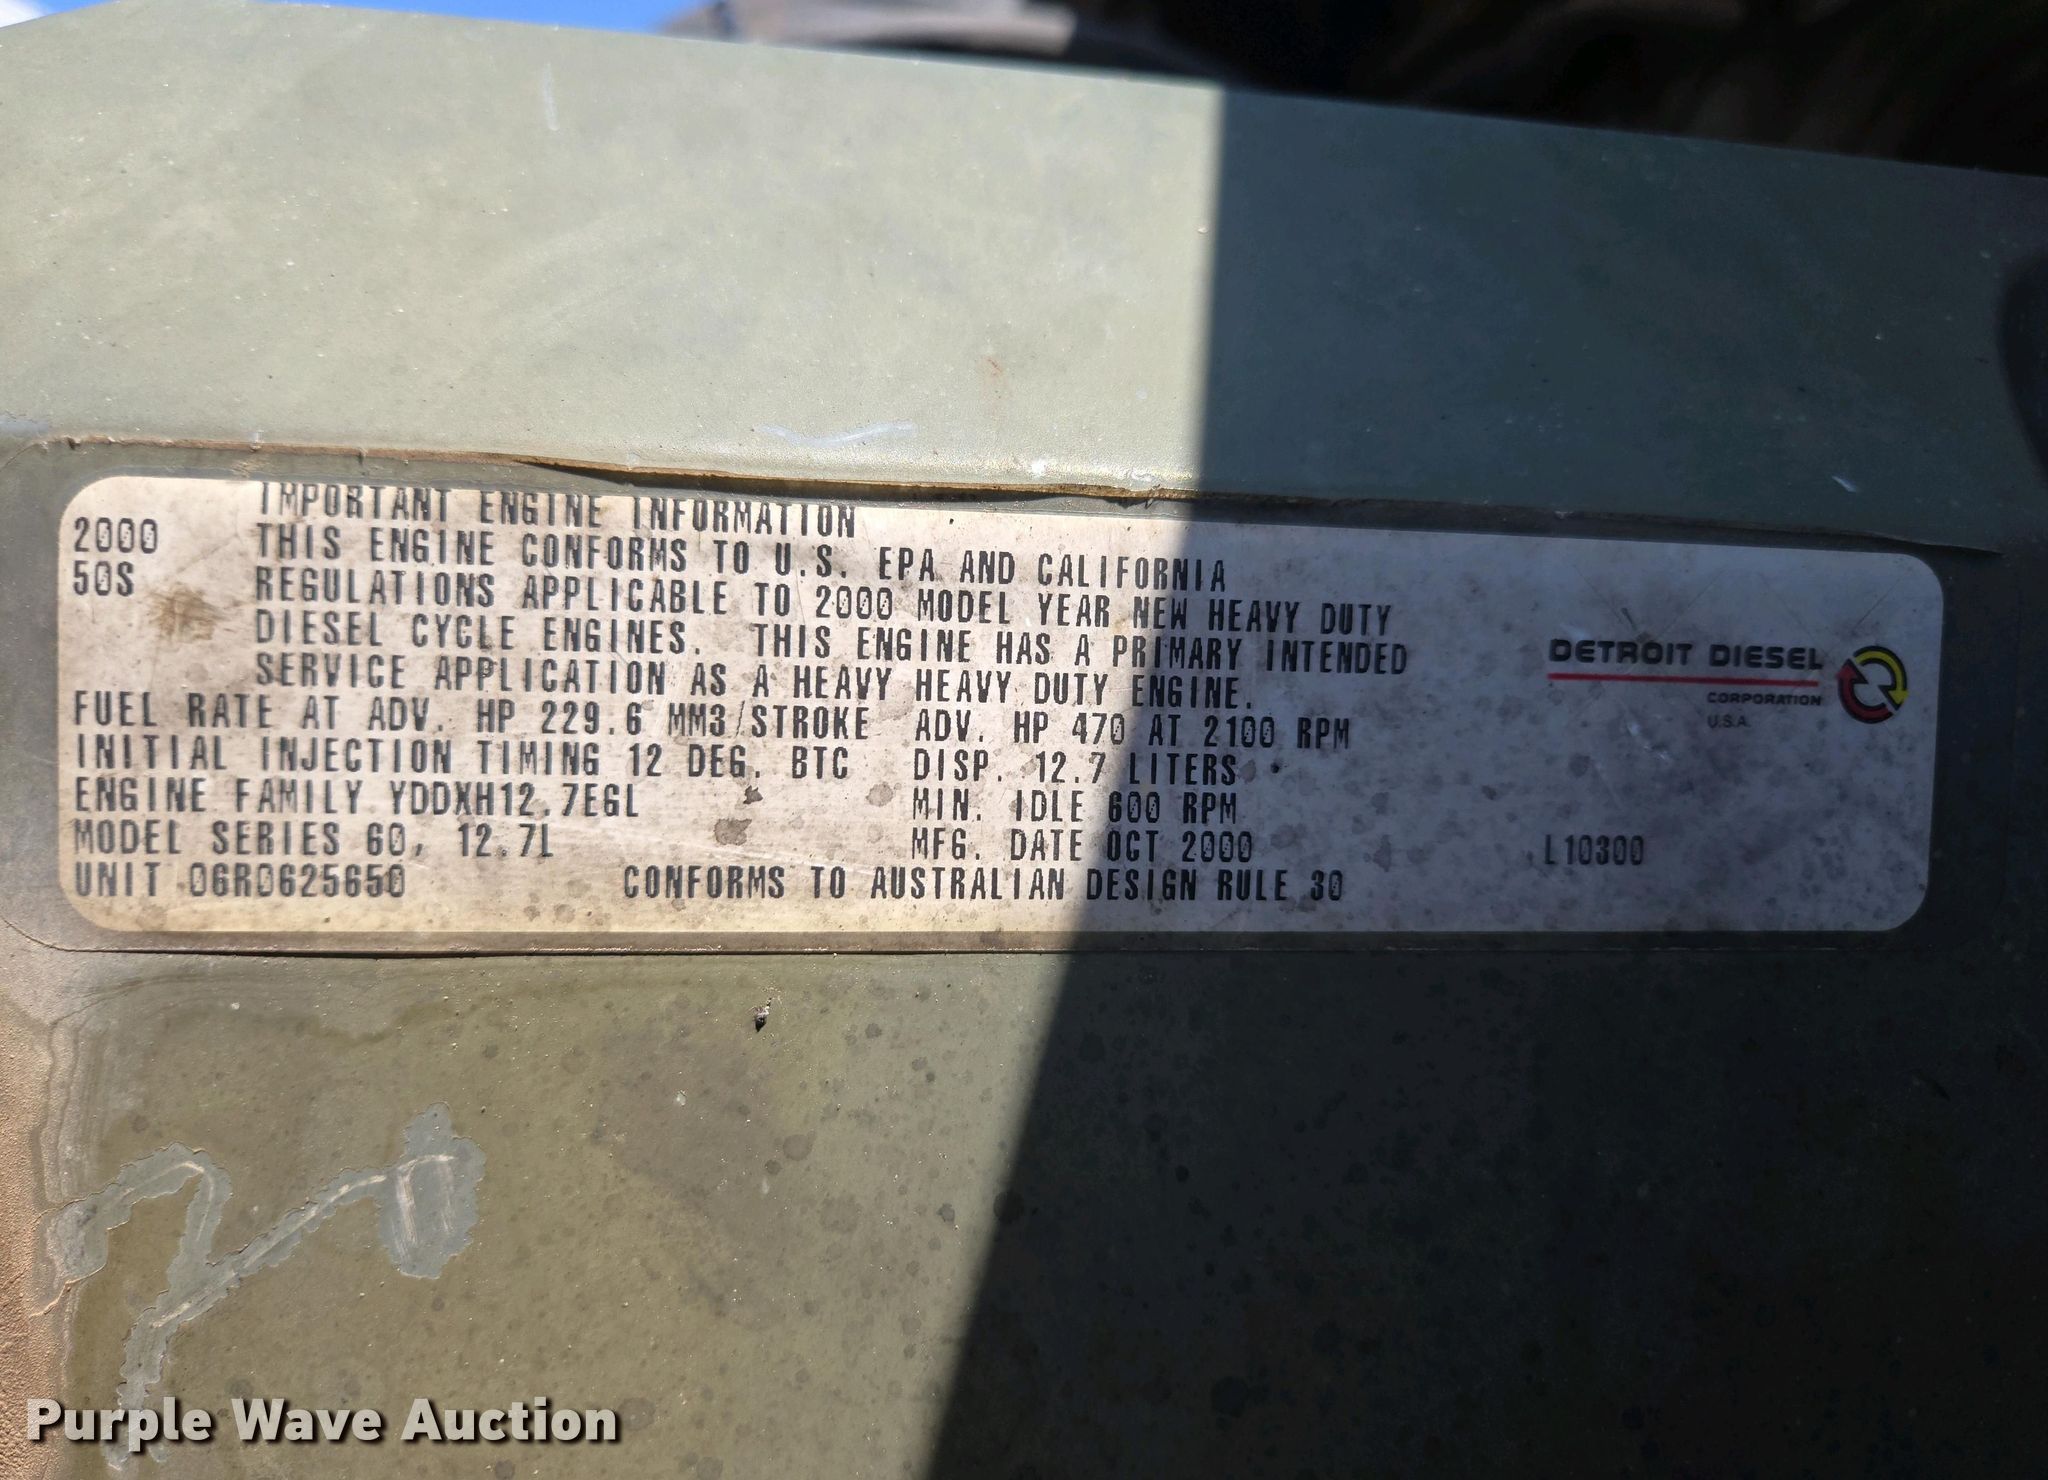 IMPORTANT ENGINE INFORMATION
2000 THIS ENGINE CONFORMS TO U.S. EPA AND CALIFORNIA
50S REGULATIONS APPLICABLE TO 2000 MODEL YEAR NEW HEAVY DUTY
DIESEL CYCLE ENGINES. THIS ENGINE HAS A PRIMARY INTENDED
SERVICE APPLICATION AS A HEAVY HEAVY DUTY ENGINE.
DETROIT DIESEL
CORPORATION
U.S.A.
FUEL RATE AT ADV. HP 229.6 MM3/STROKE ADV. HP 470 AT 2100 RPM
INITIAL INJECTION TIMING 12 DEG. BTC DISP. 12.7 LITERS
ENGINE FAMILY YDDXH12.7EGL MIN. IDLE 600 RPM
MODEL SERIES 60, 12.7L MFG. DATE OCT 2000 L10300
UNIT 06R0625650 CONFORMS TO AUSTRALIAN DESIGN RULE 30
Purple Wave Auction